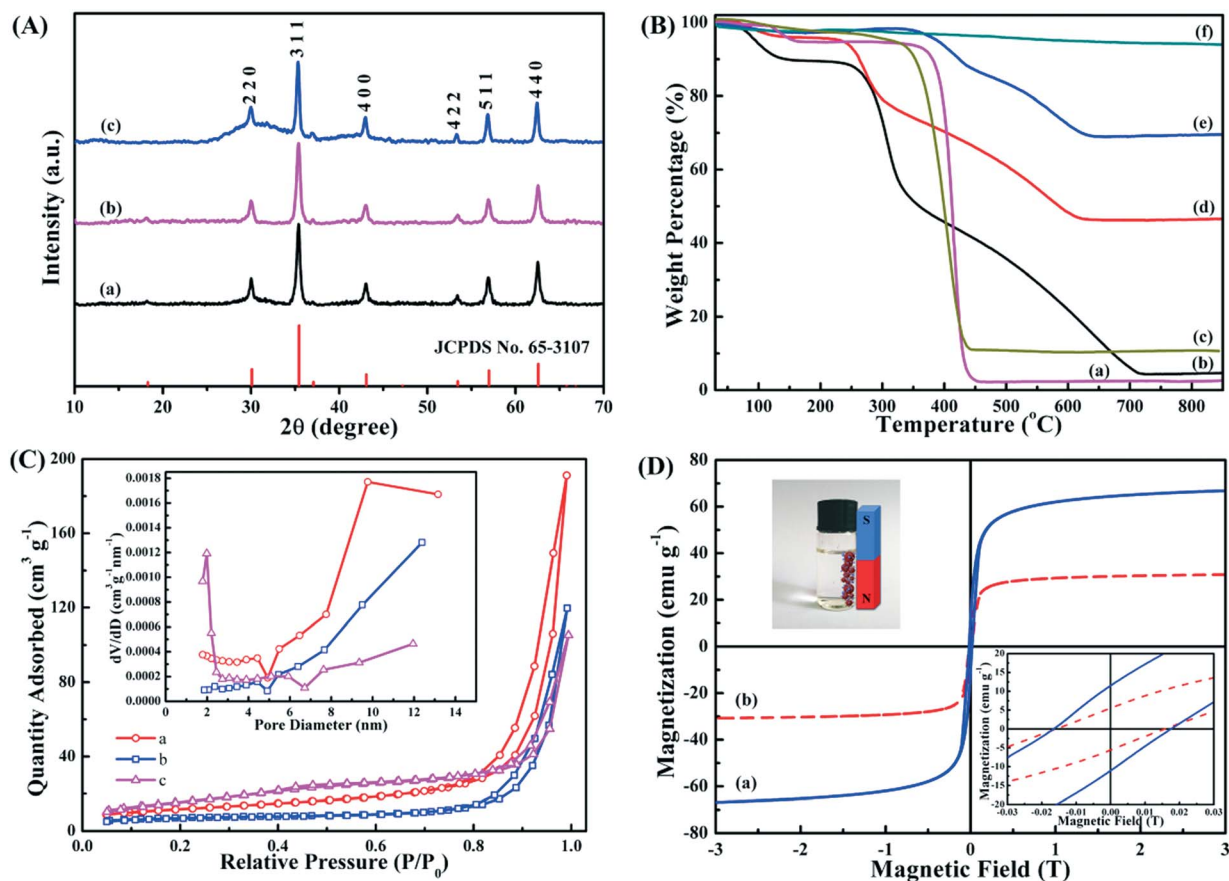 (A)
2 2 0
3 1 1
4 0 0
4 2 2
5 1 1
4 4 0
(c)
(b)
(a)
JCPDS No. 65-3107
Intensity (a.u.)
10 20 30 40 50 60 70
2θ (degree)
(B)
100
80
60
40
20
0
Weight Percentage (%)
(f)
(e)
(d)
(c)
(b)
(a)
100 200 300 400 500 600 700 800
Temperature (°C)
(C)
200
160
120
80
40
0
Quantity Adsorbed (cm³ g⁻¹)
0.0018
0.0016
0.0014
0.0012
0.0010
0.0008
0.0006
0.0004
0.0002
0.0000
dV/dD (cm³g⁻¹nm⁻¹)
0 2 4 6 8 10 12 14
Pore Diameter (nm)
a
b
c
0.0 0.2 0.4 0.6 0.8 1.0
Relative Pressure (P/P₀)
(D)
80
60
40
20
0
-20
-40
-60
-80
Magnetization (emu g⁻¹)
S
N
(b)
(a)
20
15
10
5
0
-5
-10
-15
-20
Magnetization (emu g⁻¹)
-0.03 -0.02 -0.01 0.00 0.01 0.02 0.03
Magnetic Field (T)
-3 -2 -1 0 1 2 3
Magnetic Field (T)